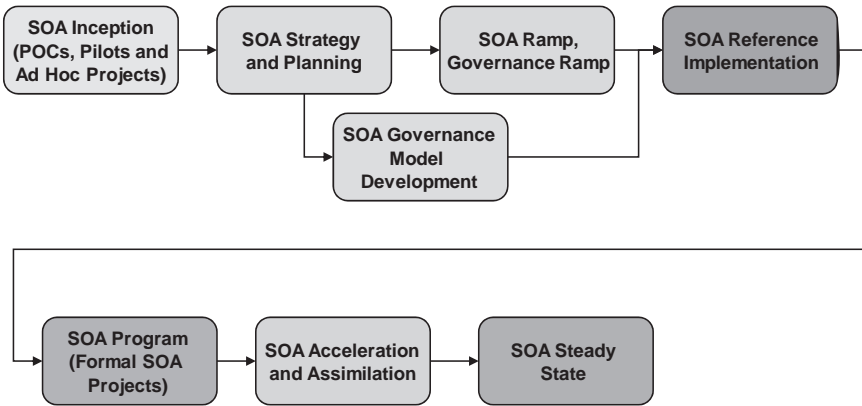 SOA Inception
(POCs, Pilots and
Ad Hoc Projects)
SOA Strategy
and Planning
SOA Ramp,
Governance Ramp
SOA Reference
Implementation
SOA Governance
Model
Development
SOA Program
(Formal SOA
Projects)
SOA Acceleration
and Assimilation
SOA Steady
State